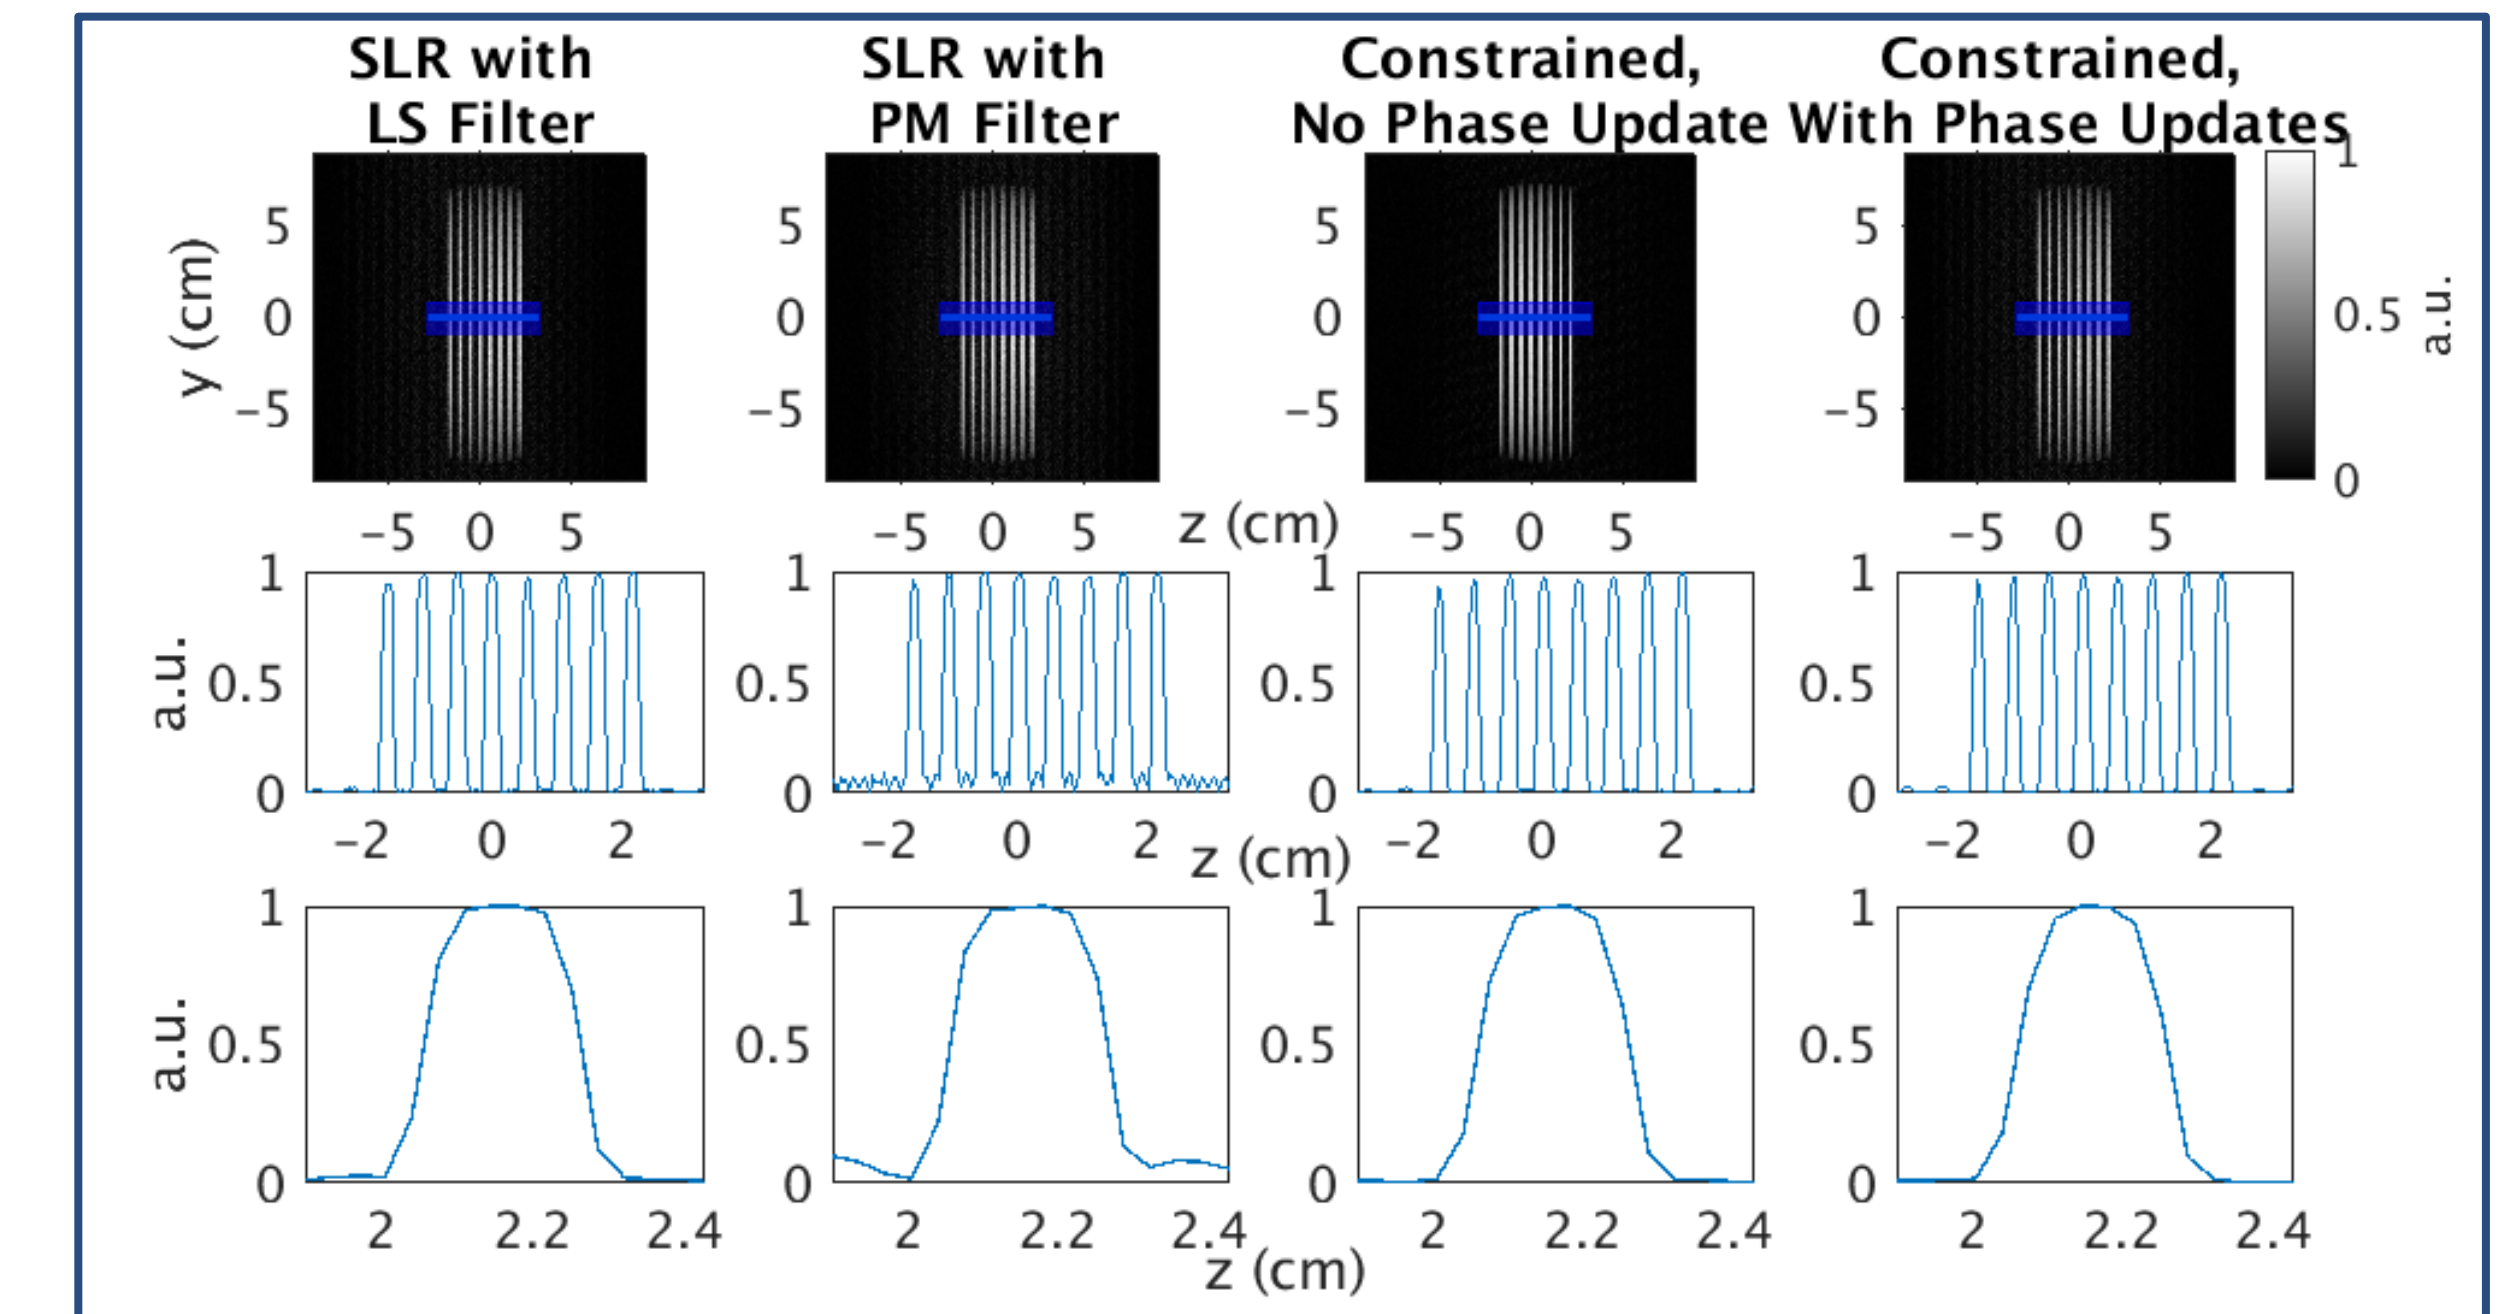 SLR with
LS Filter
SLR with
PM Filter
Constrained,
No Phase Update
Constrained,
With Phase Updates
y (cm)
5
0
−5
−5 0 5
5
0
−5
−5 0 5
5
0
−5
−5 0 5
5
0
−5
−5 0 5
1
0.5
0
a.u.
z (cm)
a.u.
1
0.5
0
−2 0 2
1
0.5
0
−2 0 2
1
0.5
0
−2 0 2
1
0.5
0
−2 0 2
z (cm)
a.u.
1
0.5
0
2 2.2 2.4
1
0.5
0
2 2.2 2.4
1
0.5
0
2 2.2 2.4
1
0.5
0
2 2.2 2.4
z (cm)